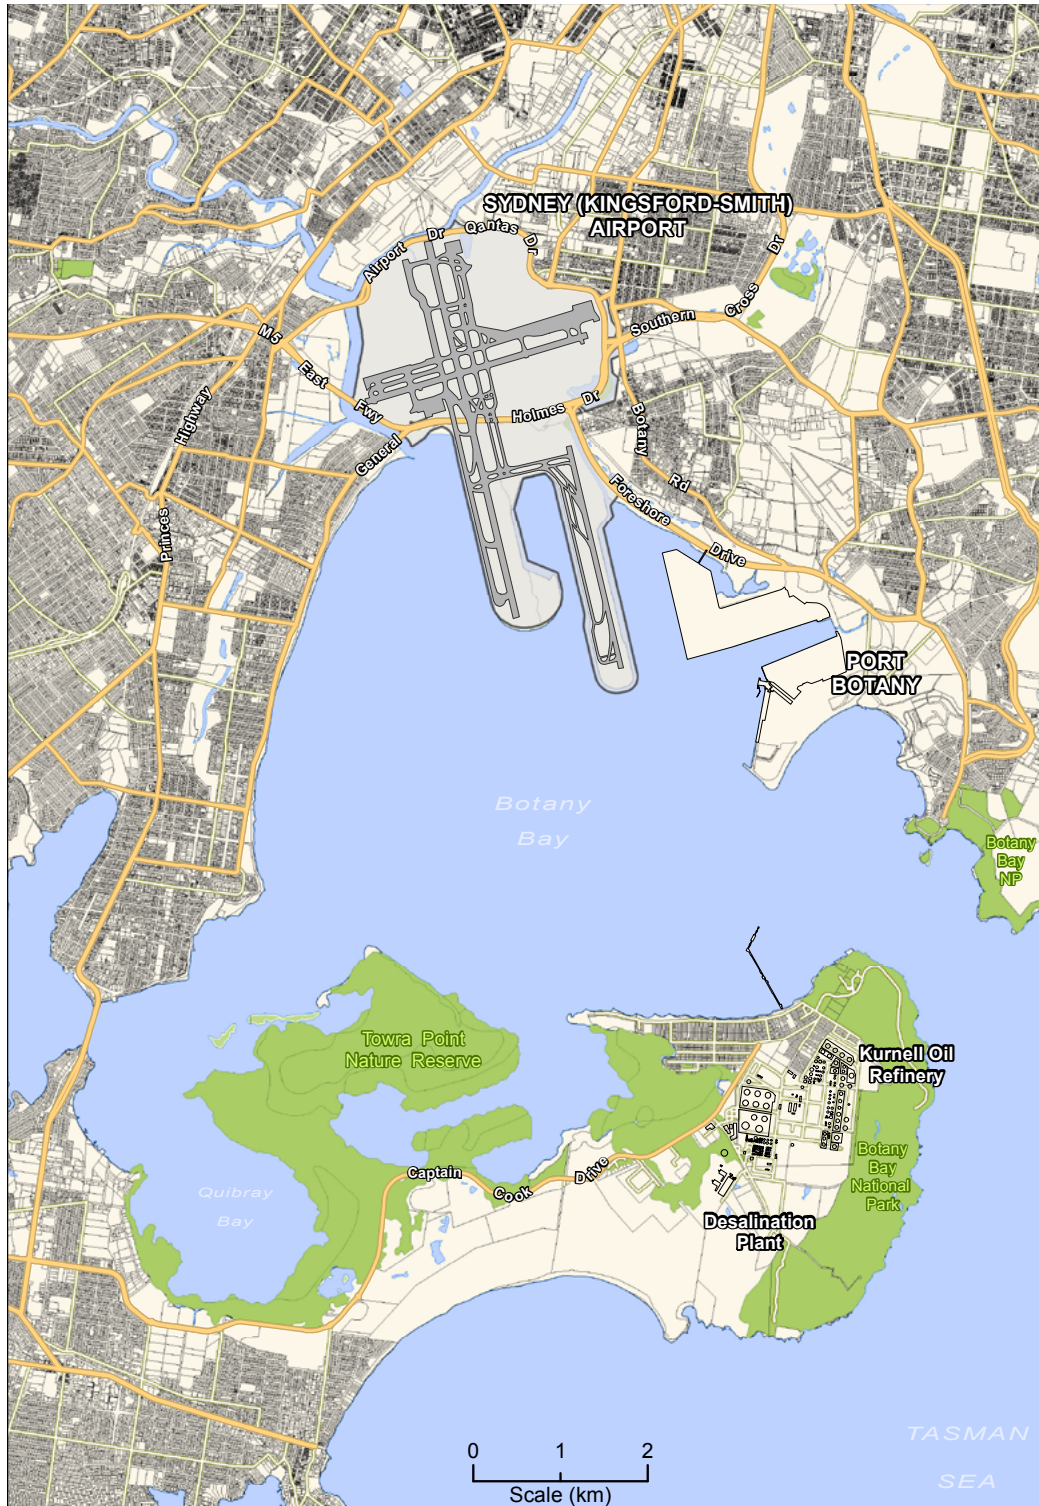 SYDNEY (KINGSFORD-SMITH)
AIRPORT
Airport Dr
Qantas Dr
Southern Cross Dr
M5 East Fwy
General Holmes Dr
Princes Highway
Botany Rd
Foreshore Drive
PORT
BOTANY
Botany
Bay
Botany
Bay
NP
Towra Point
Nature Reserve
Kurnell Oil
Refinery
Botany
Bay
National
Park
Captain Cook Drive
Quibray
Bay
Desalination
Plant
TASMAN
SEA
0 1 2
Scale (km)